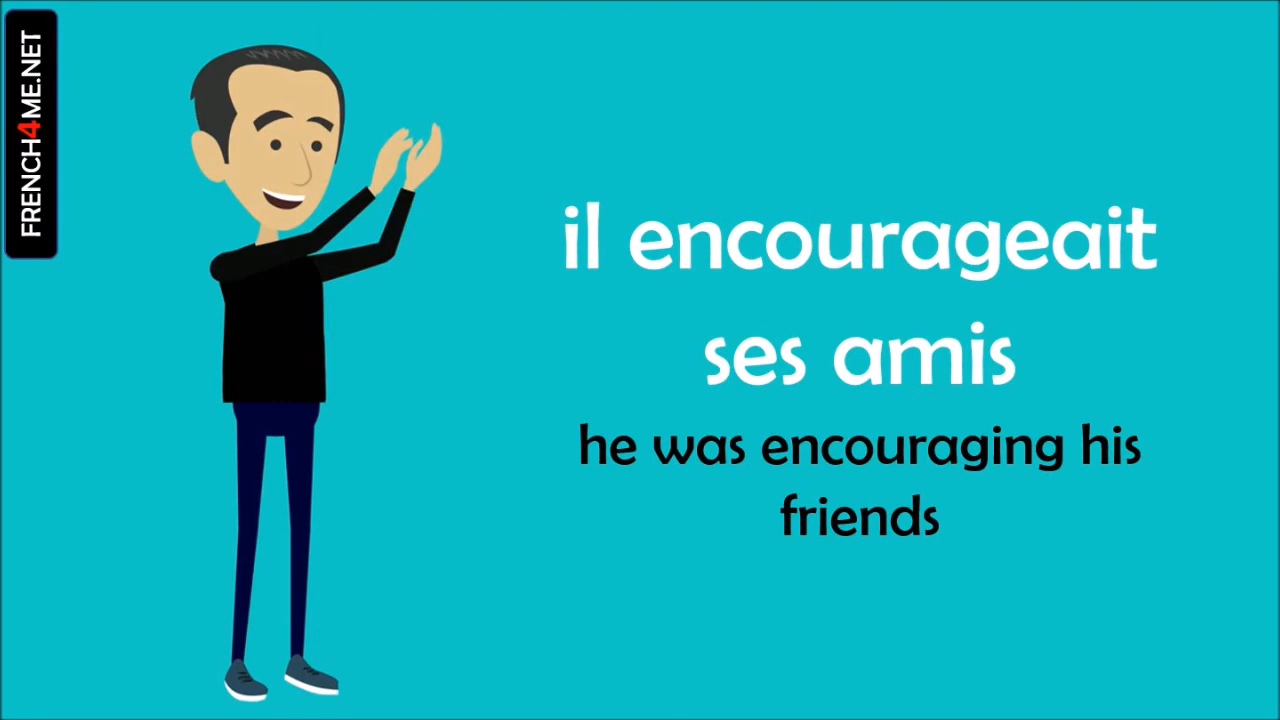 FRENCH4ME.NET
il encourageait
ses amis
he was encouraging his
friends